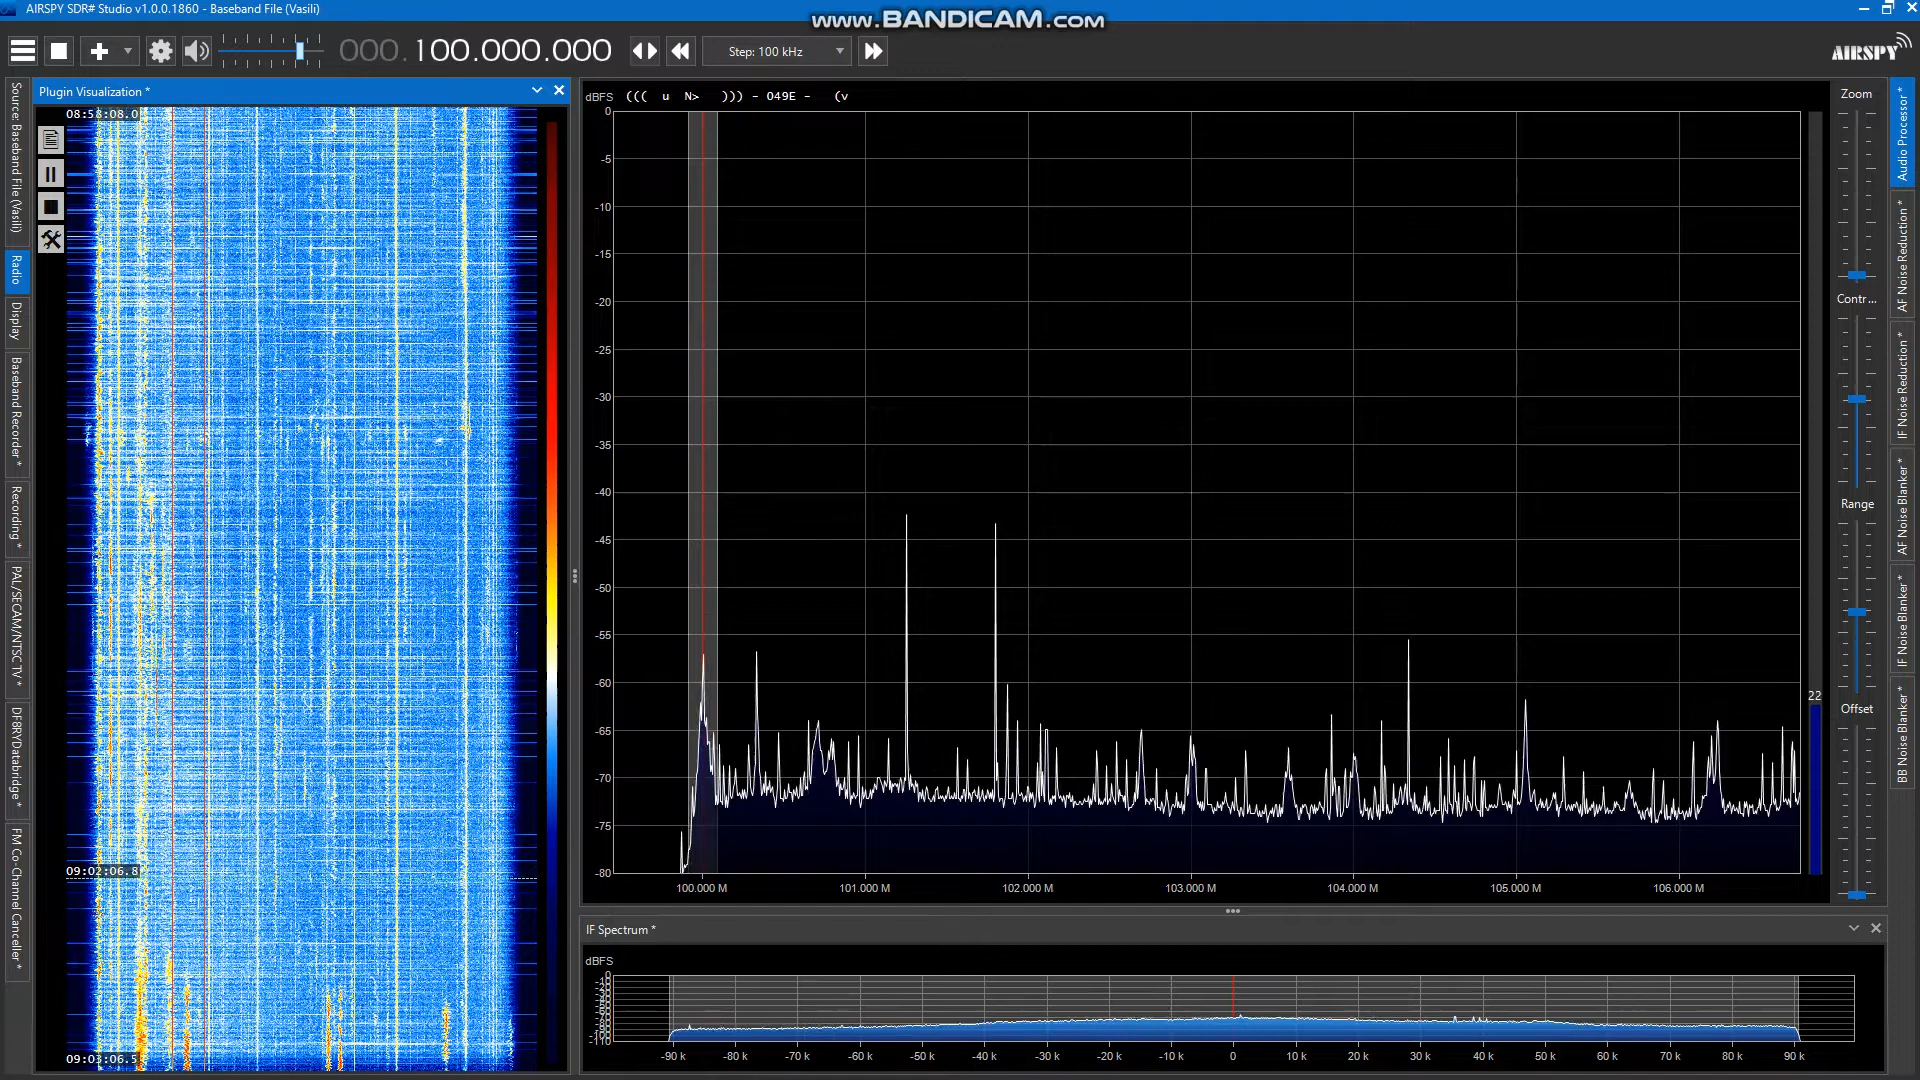 AIRSPY SDR# Studio v1.0.0.1860 - Baseband File (Vasili)
www.BANDICAM.com
000.100.000.000
Step: 100 kHz
AIRSPY
Source: Baseband File (Vasili)
Radio
Display
Baseband Recorder *
Recording *
PAL/SECAM/NTSC TV *
DF8RYDatabridge *
FM Co-Channel Canceller *
Plugin Visualization *
08:58:08.0
09:02:06.8
09:03:06.5
dBFS
((( u N> ))) - 049E - (v
0
-5
-10
-15
-20
-25
-30
-35
-40
-45
-50
-55
-60
-65
-70
-75
-80
100.000 M 101.000 M 102.000 M 103.000 M 104.000 M 105.000 M 106.000 M
22
Zoom
Contr...
Range
Offset
Audio Processor *
AF Noise Reduction *
IF Noise Reduction *
AF Noise Blanker *
IF Noise Blanker *
BB Noise Blanker *
IF Spectrum *
dBFS
0
-110
-90 k -80 k -70 k -60 k -50 k -40 k -30 k -20 k -10 k 0 10 k 20 k 30 k 40 k 50 k 60 k 70 k 80 k 90 k